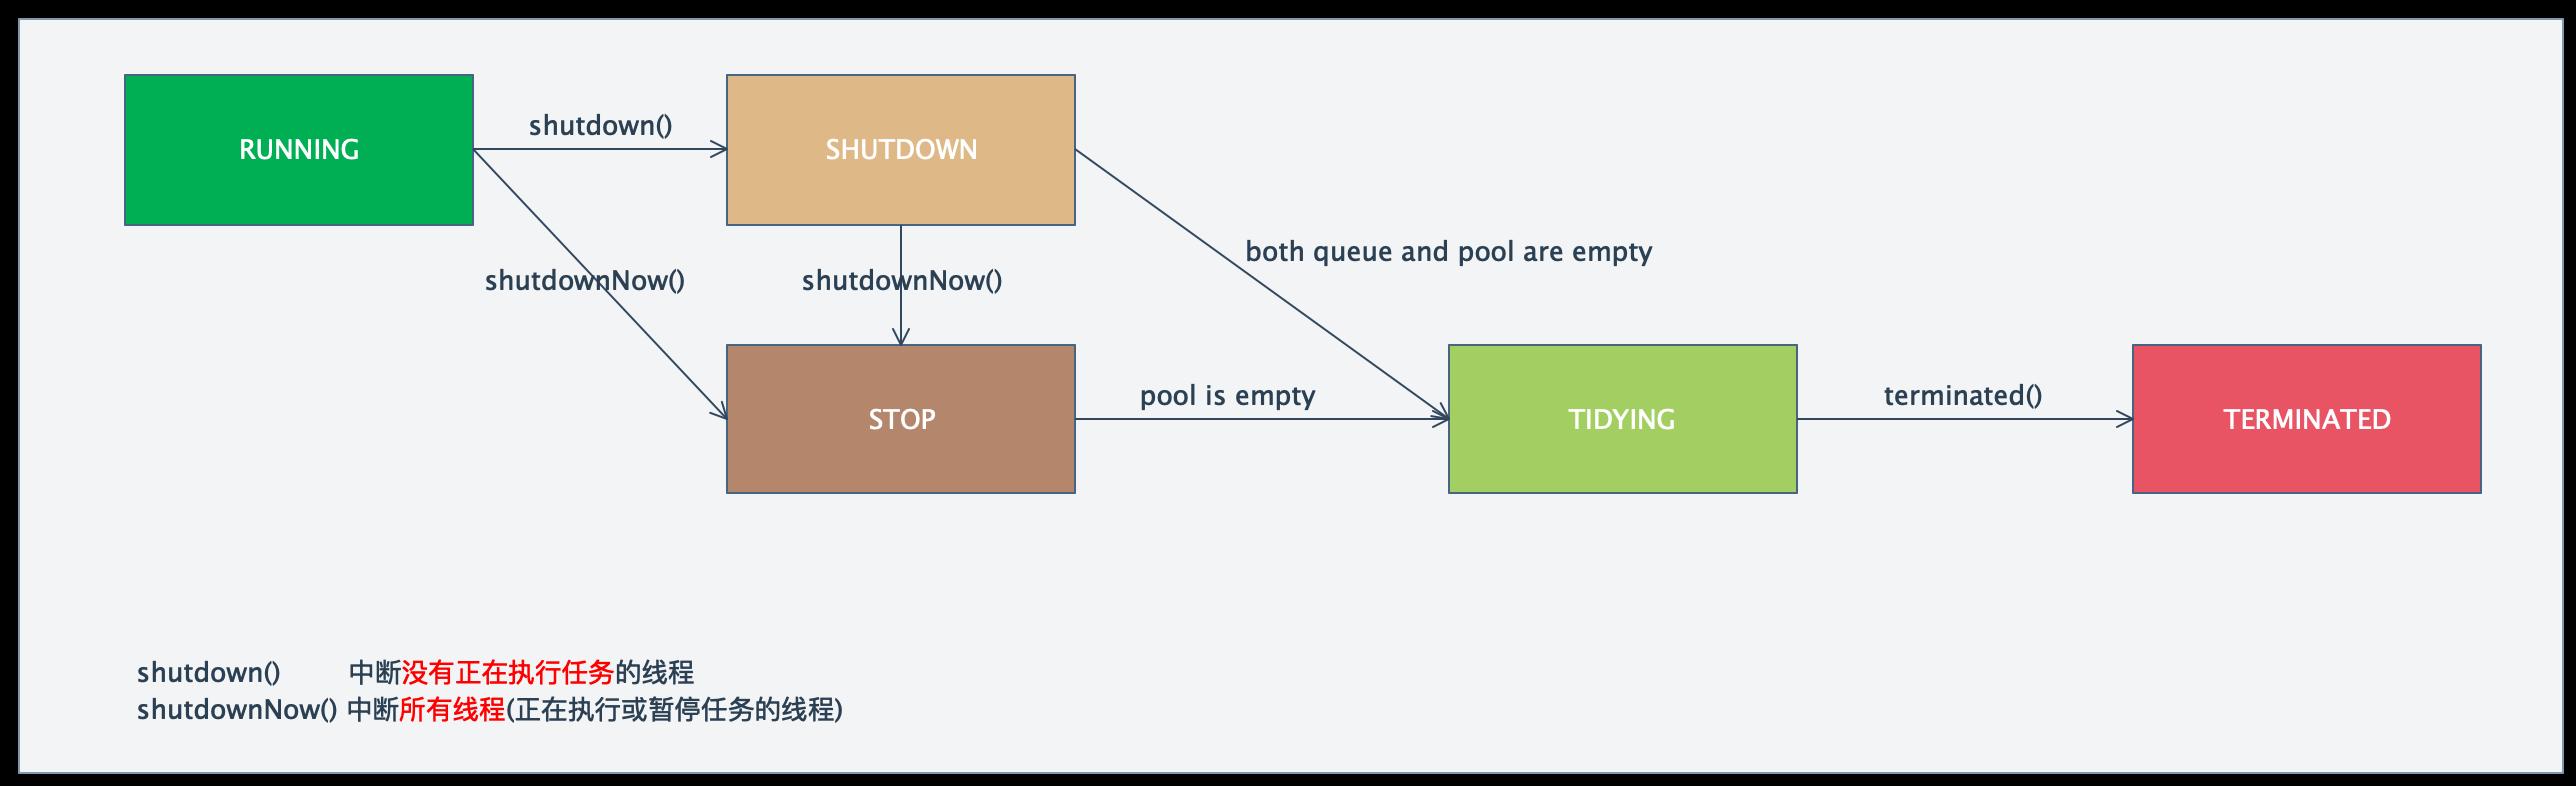 RUNNING
shutdown()
SHUTDOWN
both queue and pool are empty
shutdownNow()
shutdownNow()
STOP
pool is empty
TIDYING
terminated()
TERMINATED
shutdown() 中断没有正在执行任务的线程
shutdownNow() 中断所有线程(正在执行或暂停任务的线程)